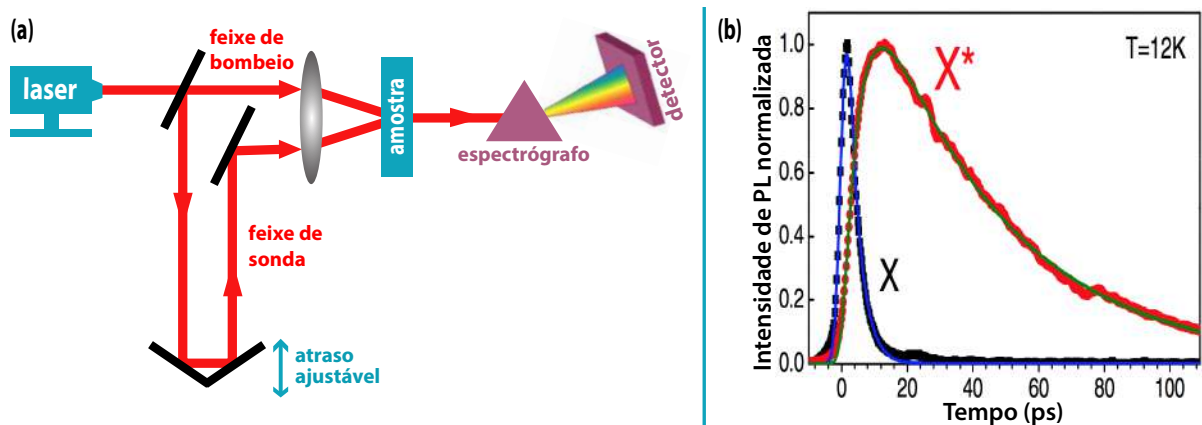 (a)
laser
feixe de
bombeio
amostra
espectrógrafo
detector
feixe de
sonda
atraso
ajustável
(b)
Intensidade de PL normalizada
1.0
0.8
0.6
0.4
0.2
0.0
X*
T=12K
X
0 20 40 60 80 100
Tempo (ps)